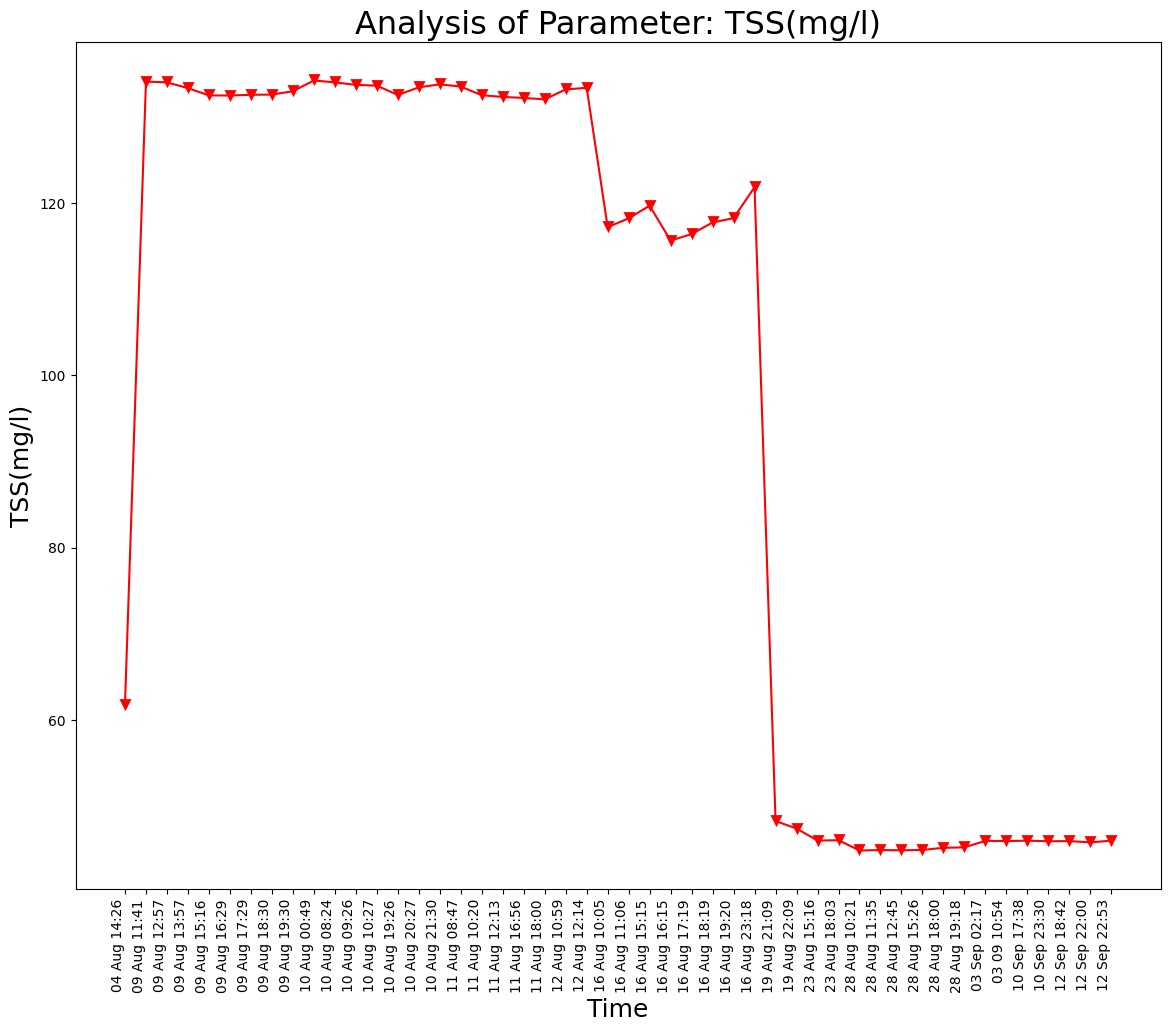 Analysis of Parameter: TSS(mg/l)
TSS(mg/l)
120
100
80
60
04 Aug 14:26
09 Aug 11:41
09 Aug 12:57
09 Aug 13:57
09 Aug 15:16
09 Aug 16:29
09 Aug 17:29
09 Aug 18:30
09 Aug 19:30
10 Aug 00:49
10 Aug 08:24
10 Aug 09:26
10 Aug 10:27
10 Aug 19:26
10 Aug 20:27
10 Aug 21:30
11 Aug 08:47
11 Aug 10:20
11 Aug 12:13
11 Aug 16:56
11 Aug 18:00
12 Aug 10:59
12 Aug 12:14
16 Aug 10:05
16 Aug 11:06
16 Aug 15:15
16 Aug 16:15
16 Aug 17:19
16 Aug 18:19
16 Aug 19:20
16 Aug 23:18
19 Aug 21:09
19 Aug 22:09
23 Aug 15:16
23 Aug 18:03
28 Aug 10:21
28 Aug 11:35
28 Aug 12:45
28 Aug 15:26
28 Aug 18:00
28 Aug 19:18
03 Sep 02:17
03 09 10:54
10 Sep 17:38
10 Sep 23:30
12 Sep 18:42
12 Sep 22:00
12 Sep 22:53
Time